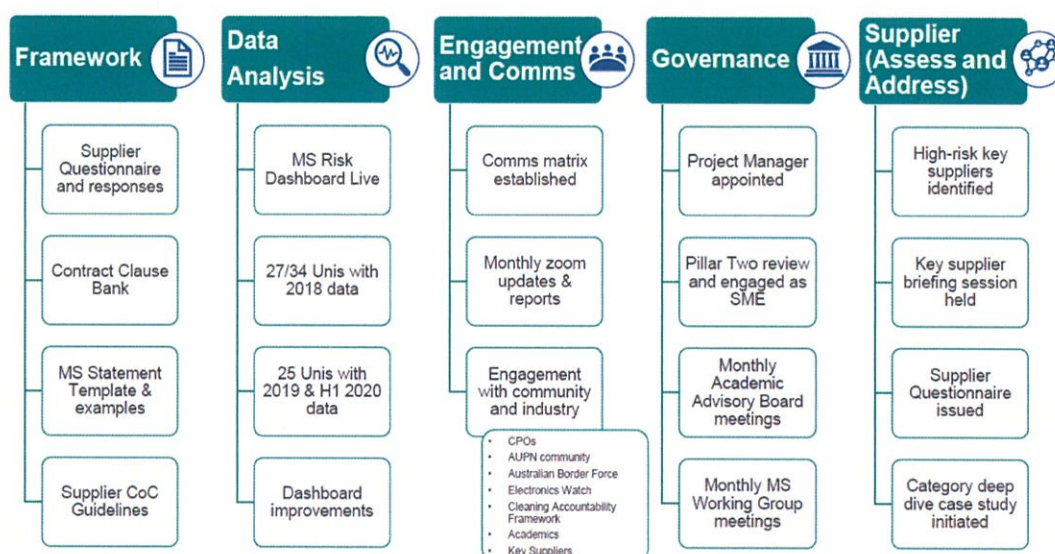 Framework
Supplier
Questionnaire
and responses
Contract Clause
Bank
MS Statement
Template &
examples
Supplier CoC
Guidelines
Data
Analysis
MS Risk
Dashboard Live
27/34 Unis with
2018 data
25 Unis with
2019 & H1 2020
data
Dashboard
improvements
Engagement
and Comms
Comms matrix
established
Monthly zoom
updates &
reports
Engagement
with community
and industry
• CPOs
• AUPN community
• Australian Border Force
• Electronics Watch
• Cleaning Accountability
Framework
• Academics
• Key Suppliers
Governance
Project Manager
appointed
Pillar Two review
and engaged as
SME
Monthly
Academic
Advisory Board
meetings
Monthly MS
Working Group
meetings
Supplier
(Assess and
Address)
High-risk key
suppliers
identified
Key supplier
briefing session
held
Supplier
Questionnaire
issued
Category deep
dive case study
initiated